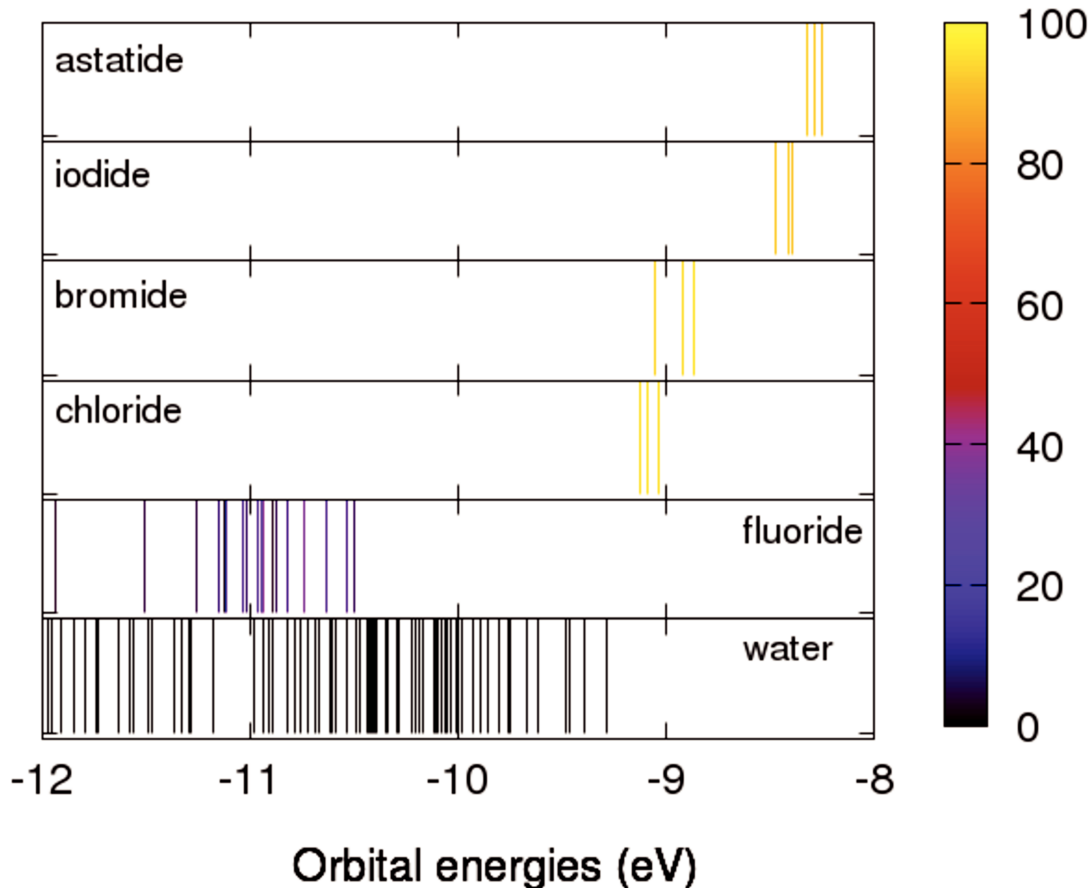 astatide
iodide
bromide
chloride
fluoride
water
-12 -11 -10 -9 -8
Orbital energies (eV)
100
80
60
40
20
0